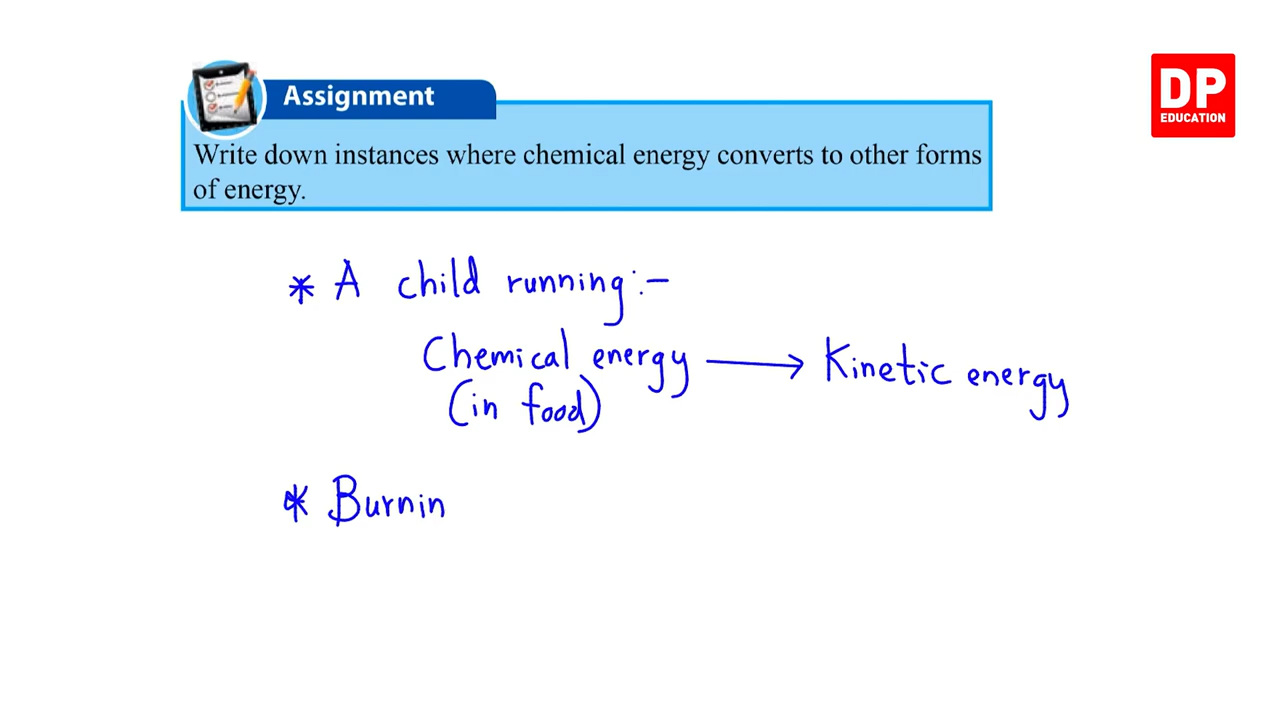 Assignment
DP
EDUCATION
Write down instances where chemical energy converts to other forms
of energy.
* A child running:-
Chemical energy ⟶ Kinetic energy
(in food)
* Burnin